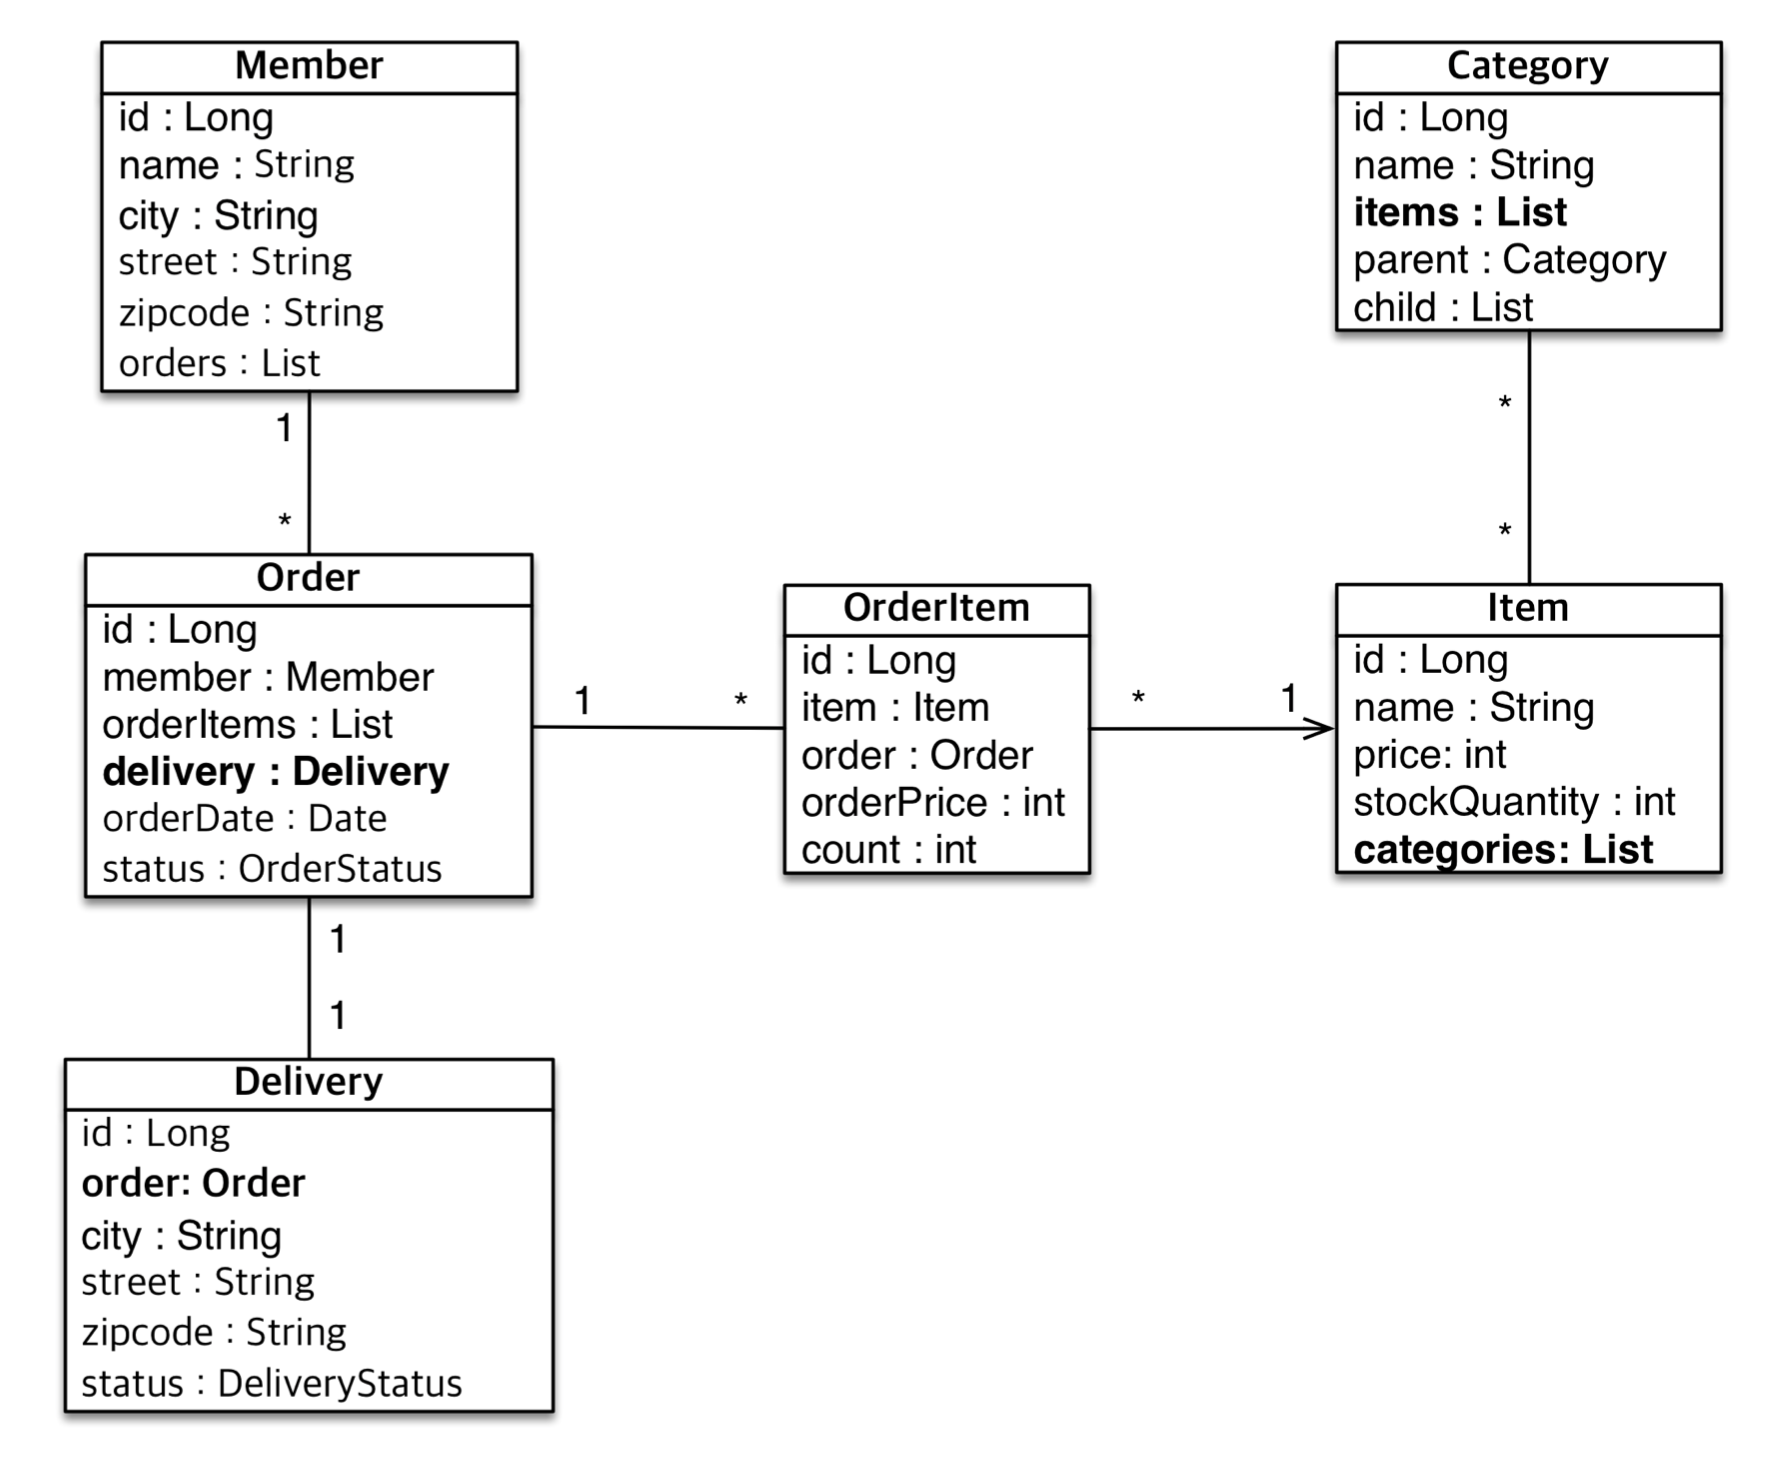 Member
id : Long
name : String
city : String
street : String
zipcode : String
orders : List
1
*
Order
id : Long
member : Member
orderItems : List
delivery : Delivery
orderDate : Date
status : OrderStatus
1
*
OrderItem
id : Long
item : Item
order : Order
orderPrice : int
count : int
*
1
Category
id : Long
name : String
items : List
parent : Category
child : List
*
*
Item
id : Long
name : String
price: int
stockQuantity : int
categories: List
1
1
Delivery
id : Long
order: Order
city : String
street : String
zipcode : String
status : DeliveryStatus